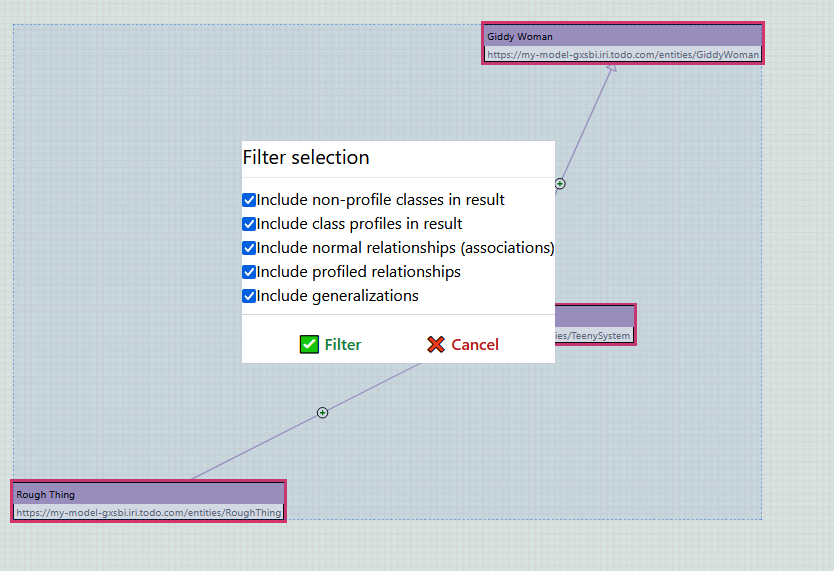 Giddy Woman
https://my-model-gxsbi.iri.todo.com/entities/GiddyWoman
Filter selection
Include non-profile classes in result
Include class profiles in result
Include normal relationships (associations)
Include profiled relationships
Include generalizations
ies/TeenySystem
Filter
Cancel
Rough Thing
https://my-model-gxsbi.iri.todo.com/entities/RoughThing